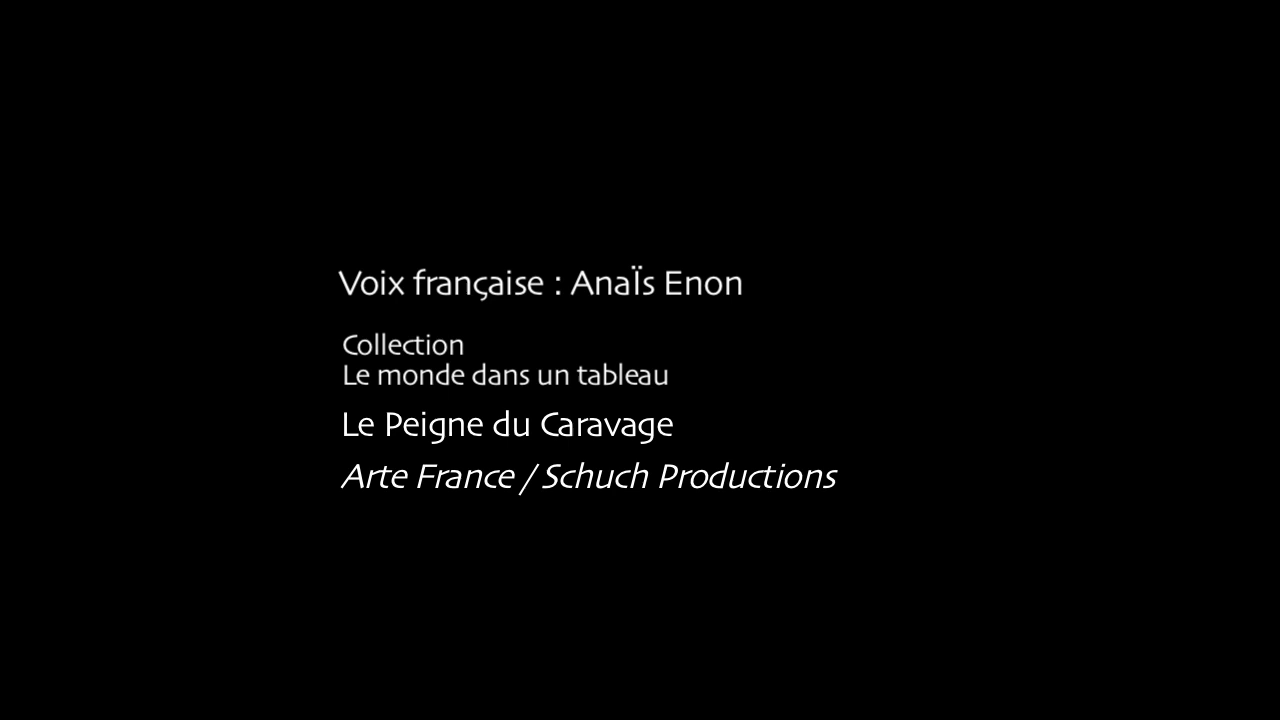 Voix française : AnaÏs Enon
Collection
Le monde dans un tableau
Le Peigne du Caravage
Arte France / Schuch Productions